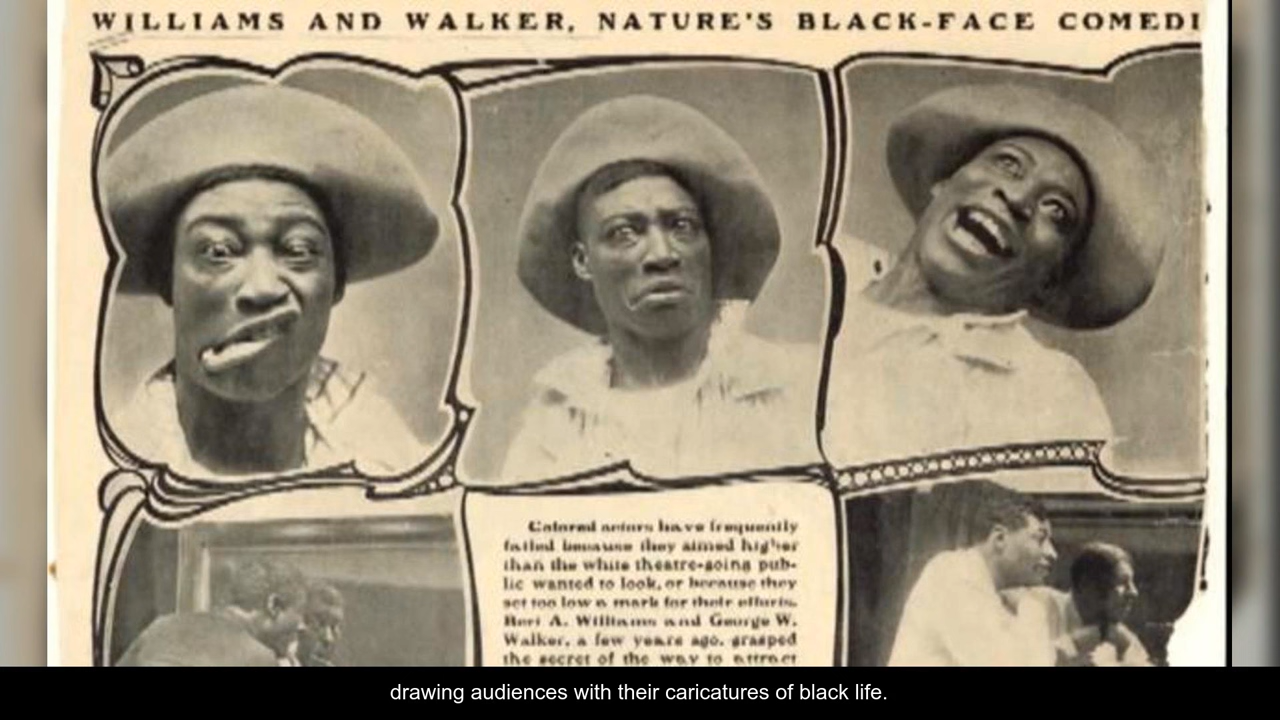 WILLIAMS AND WALKER, NATURE'S BLACK-FACE COMEDI
Colored actors have frequently
failed because they aimed higher
than the white theatre-going pub-
lic wanted to look, or because they
set too low a mark for their efforts.
Bert A. Williams and George W.
Walker, a few years ago, grasped
the secret of the way to attract
drawing audiences with their caricatures of black life.